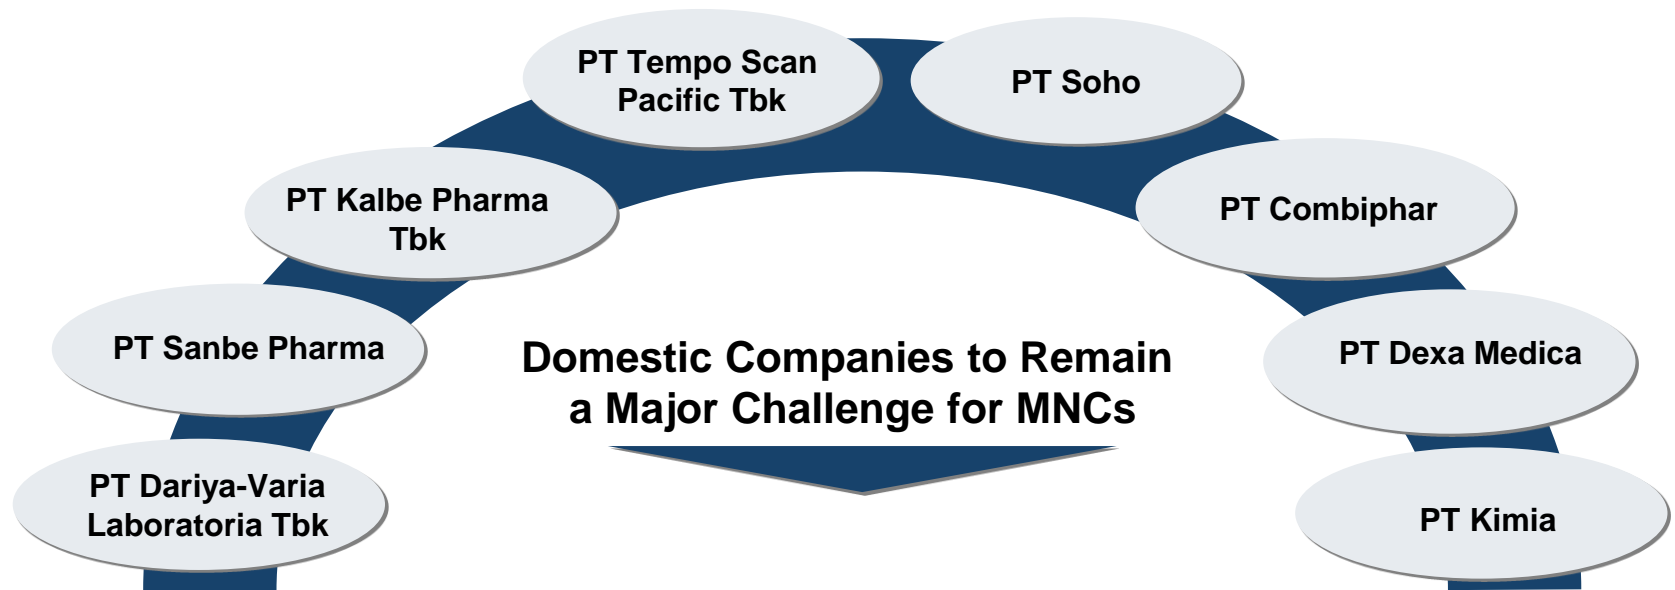 PT Tempo Scan
Pacific Tbk
PT Soho
PT Kalbe Pharma
Tbk
PT Combiphar
PT Sanbe Pharma
PT Dexa Medica
Domestic Companies to Remain
a Major Challenge for MNCs
PT Dariya-Varia
Laboratoria Tbk
PT Kimia